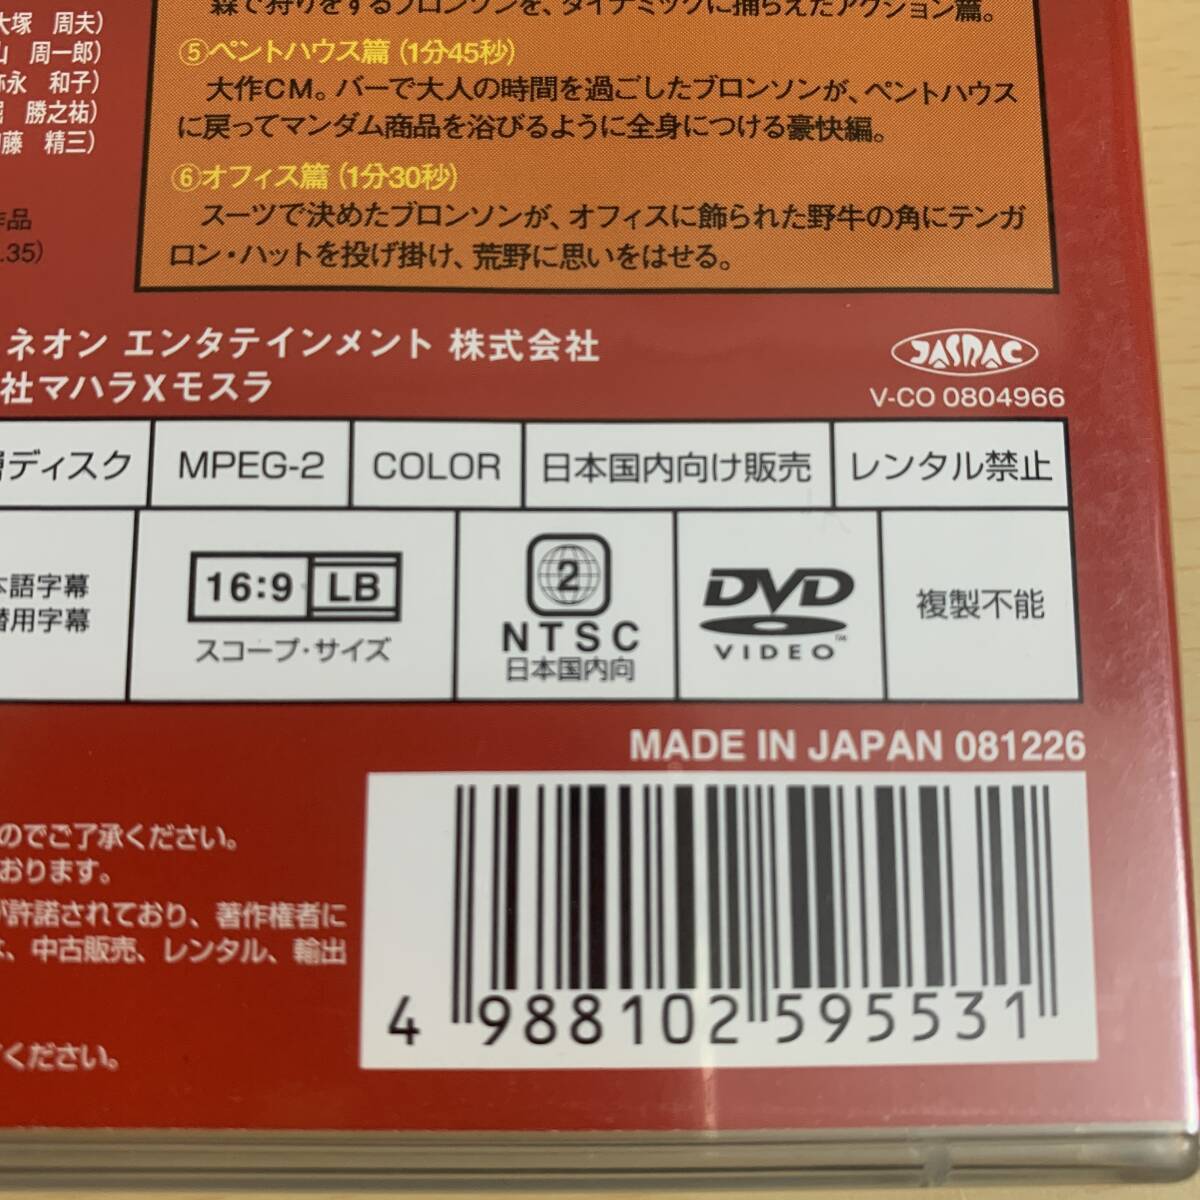 大塚 周夫)
山 周一郎)
弥永 和子)
堀 勝之祐)
加藤 精三)
作品
.35)
森で狩りをするブロンソンを、ダイナミックに捕らえたアクション篇。
⑤ペントハウス篇(1分45秒)
大作CM。バーで大人の時間を過ごしたブロンソンが、ペントハウス
に戻ってマンダム商品を浴びるように全身につける豪快編。
⑥オフィス篇(1分30秒)
スーツで決めたブロンソンが、オフィスに飾られた野牛の角にテンガ
ロン・ハットを投げ掛け、荒野に思いをはせる。
ネオン エンタテインメント 株式会社
社マハラXモスラ
JASRAC
V-CO 0804966
層ディスク
MPEG-2
COLOR
日本国内向け販売
レンタル禁止
本語字幕
替用字幕
16:9 LB
スコープ・サイズ
2
NTSC
日本国内向
DVD
VIDEO™
複製不能
MADE IN JAPAN 081226
のでご了承ください。
おります。
が許諾されており、著作権者に
、中古販売、レンタル、輸出
ください。
4 988102 595531